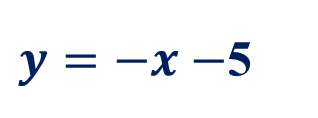 y = −x −5